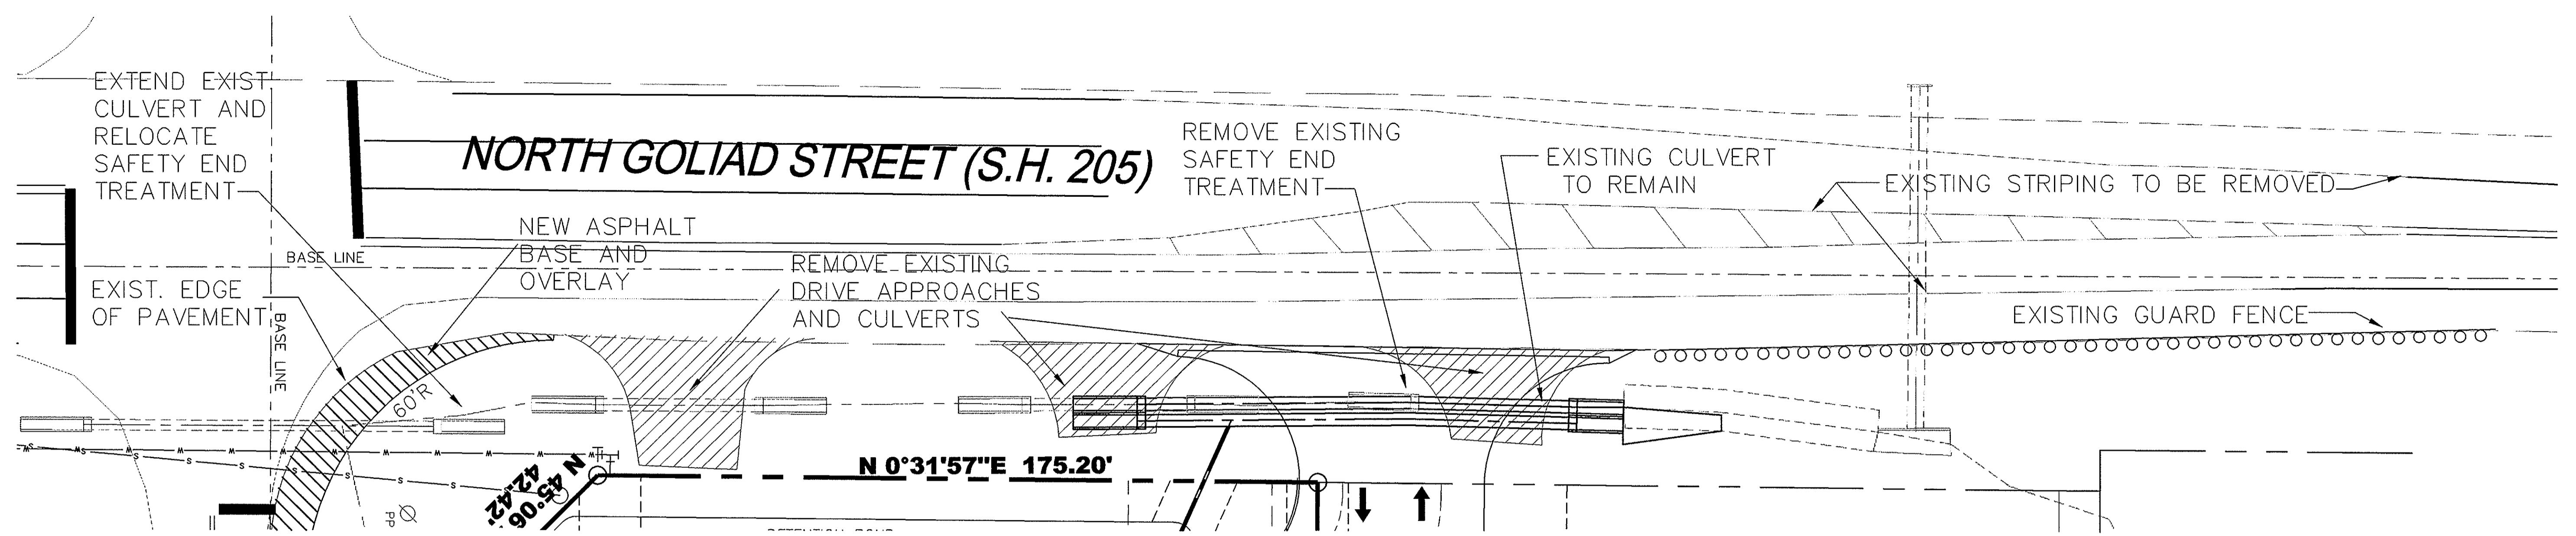 EXTEND EXIST.
CULVERT AND
RELOCATE
SAFETY END
TREATMENT
NORTH GOLIAD STREET (S.H. 205)
REMOVE EXISTING
SAFETY END
TREATMENT
EXISTING CULVERT
TO REMAIN
EXISTING STRIPING TO BE REMOVED
NEW ASPHALT
BASE AND
OVERLAY
BASE LINE
REMOVE EXISTING
DRIVE APPROACHES
AND CULVERTS
EXIST. EDGE
OF PAVEMENT
BASE LINE
EXISTING GUARD FENCE
60'R
W S W S W W W W W
S S S S S
N 0°31'57"E 175.20'
N 45°06
42.42'
PP